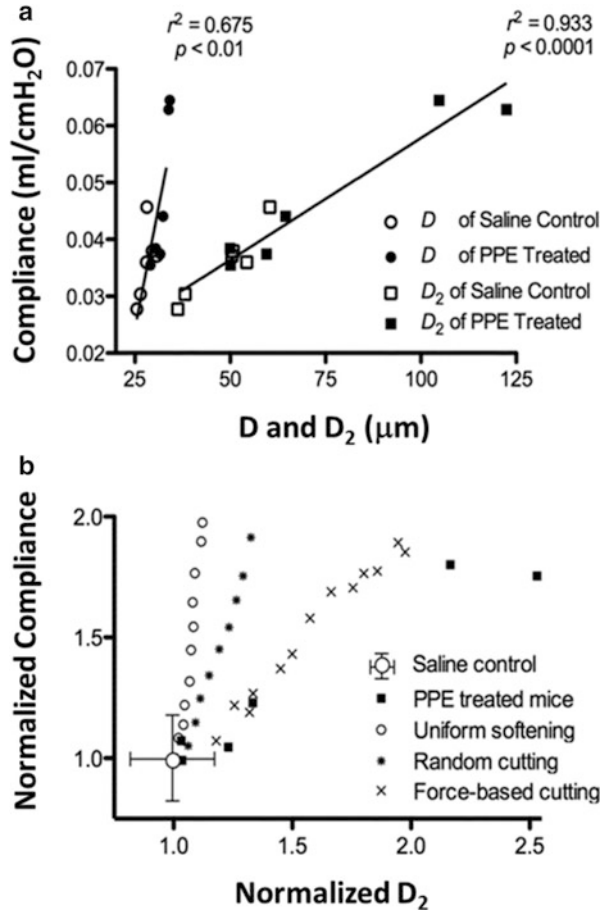 a
r² = 0.675
p < 0.01
r² = 0.933
p < 0.0001
Compliance (ml/cmH₂O)
0.07
0.06
0.05
0.04
0.03
0.02
D of Saline Control
D of PPE Treated
D₂ of Saline Control
D₂ of PPE Treated
25
50
75
100
125
D and D₂ (μm)
b
Normalized Compliance
2.0
1.5
1.0
Saline control
PPE treated mice
Uniform softening
Random cutting
Force-based cutting
1.0
1.5
2.0
2.5
Normalized D₂